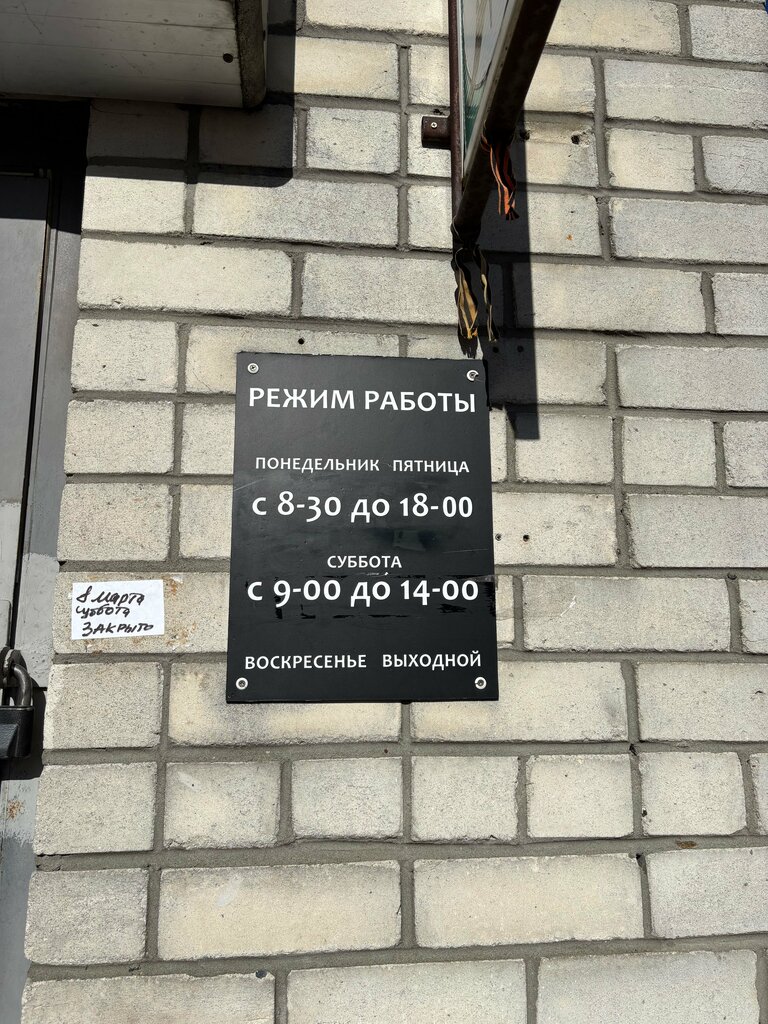 РЕЖИМ РАБОТЫ
ПОНЕДЕЛЬНИК ПЯТНИЦА
с 8-30 до 18-00
СУББОТА
с 9-00 до 14-00
ВОСКРЕСЕНЬЕ ВЫХОДНОЙ
8 марта
суббота
ЗАКРЫТО